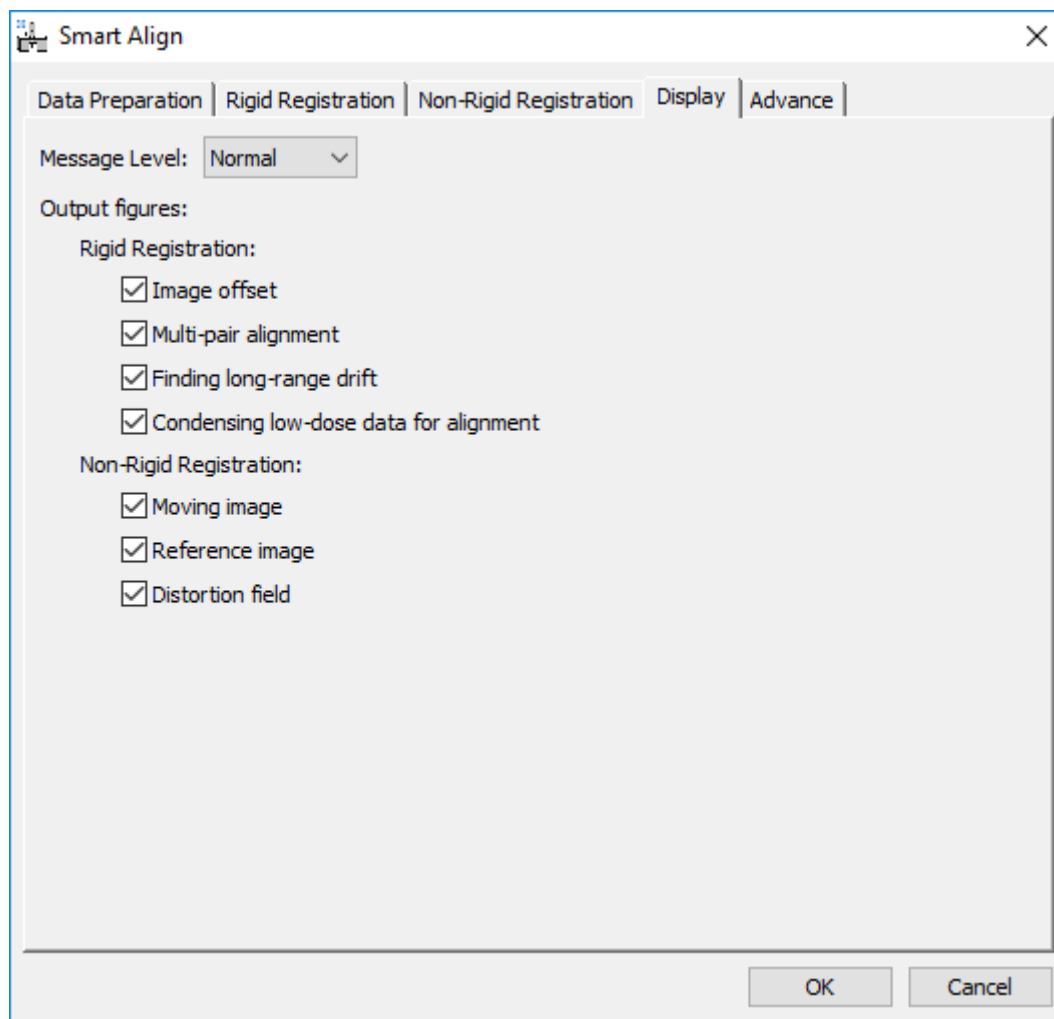 Smart Align
Data Preparation Rigid Registration Non-Rigid Registration Display Advance
Message Level: Normal
Output figures:
Rigid Registration:
Image offset
Multi-pair alignment
Finding long-range drift
Condensing low-dose data for alignment
Non-Rigid Registration:
Moving image
Reference image
Distortion field
OK Cancel